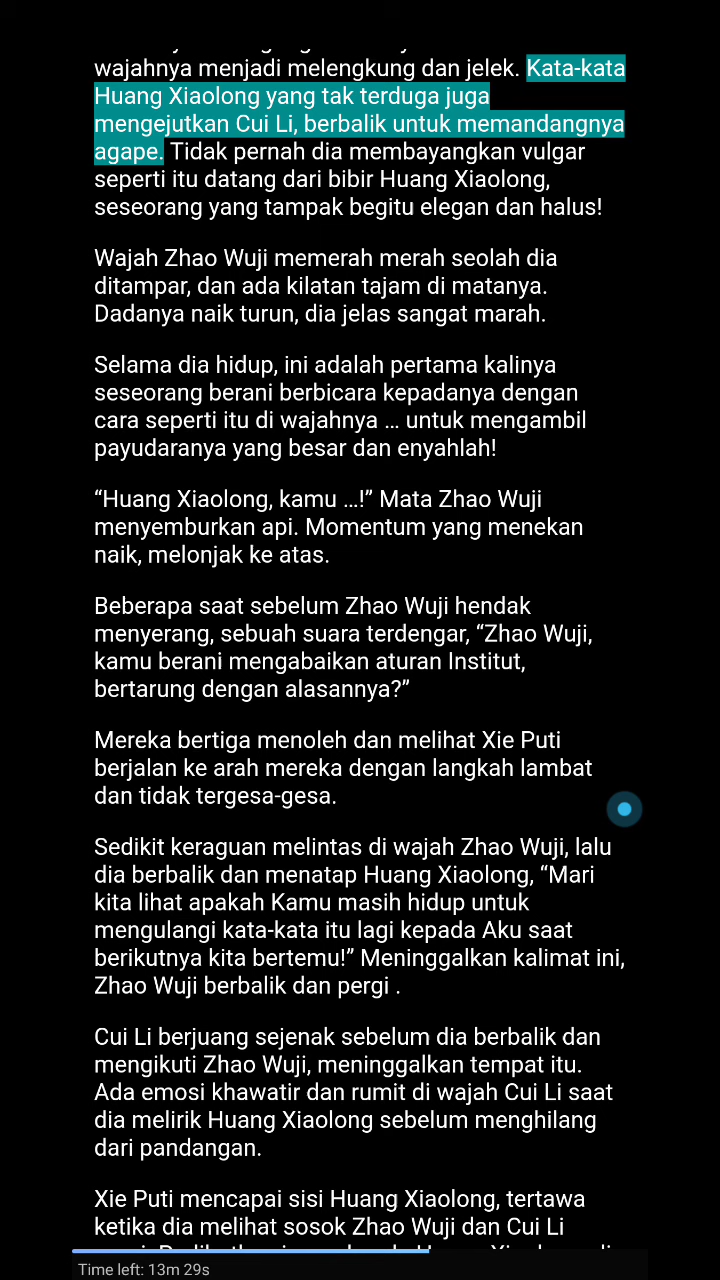 wajahnya menjadi melengkung dan jelek. Kata-kata
Huang Xiaolong yang tak terduga juga
mengejutkan Cui Li, berbalik untuk memandangnya
agape. Tidak pernah dia membayangkan vulgar
seperti itu datang dari bibir Huang Xiaolong,
seseorang yang tampak begitu elegan dan halus!
Wajah Zhao Wuji memerah merah seolah dia
ditampar, dan ada kilatan tajam di matanya.
Dadanya naik turun, dia jelas sangat marah.
Selama dia hidup, ini adalah pertama kalinya
seseorang berani berbicara kepadanya dengan
cara seperti itu di wajahnya … untuk mengambil
payudaranya yang besar dan enyahlah!
“Huang Xiaolong, kamu …!” Mata Zhao Wuji
menyemburkan api. Momentum yang menekan
naik, melonjak ke atas.
Beberapa saat sebelum Zhao Wuji hendak
menyerang, sebuah suara terdengar, “Zhao Wuji,
kamu berani mengabaikan aturan Institut,
bertarung dengan alasannya?”
Mereka bertiga menoleh dan melihat Xie Puti
berjalan ke arah mereka dengan langkah lambat
dan tidak tergesa-gesa.
Sedikit keraguan melintas di wajah Zhao Wuji, lalu
dia berbalik dan menatap Huang Xiaolong, “Mari
kita lihat apakah Kamu masih hidup untuk
mengulangi kata-kata itu lagi kepada Aku saat
berikutnya kita bertemu!” Meninggalkan kalimat ini,
Zhao Wuji berbalik dan pergi .
Cui Li berjuang sejenak sebelum dia berbalik dan
mengikuti Zhao Wuji, meninggalkan tempat itu.
Ada emosi khawatir dan rumit di wajah Cui Li saat
dia melirik Huang Xiaolong sebelum menghilang
dari pandangan.
Xie Puti mencapai sisi Huang Xiaolong, tertawa
ketika dia melihat sosok Zhao Wuji dan Cui Li
Time left: 13m 29s